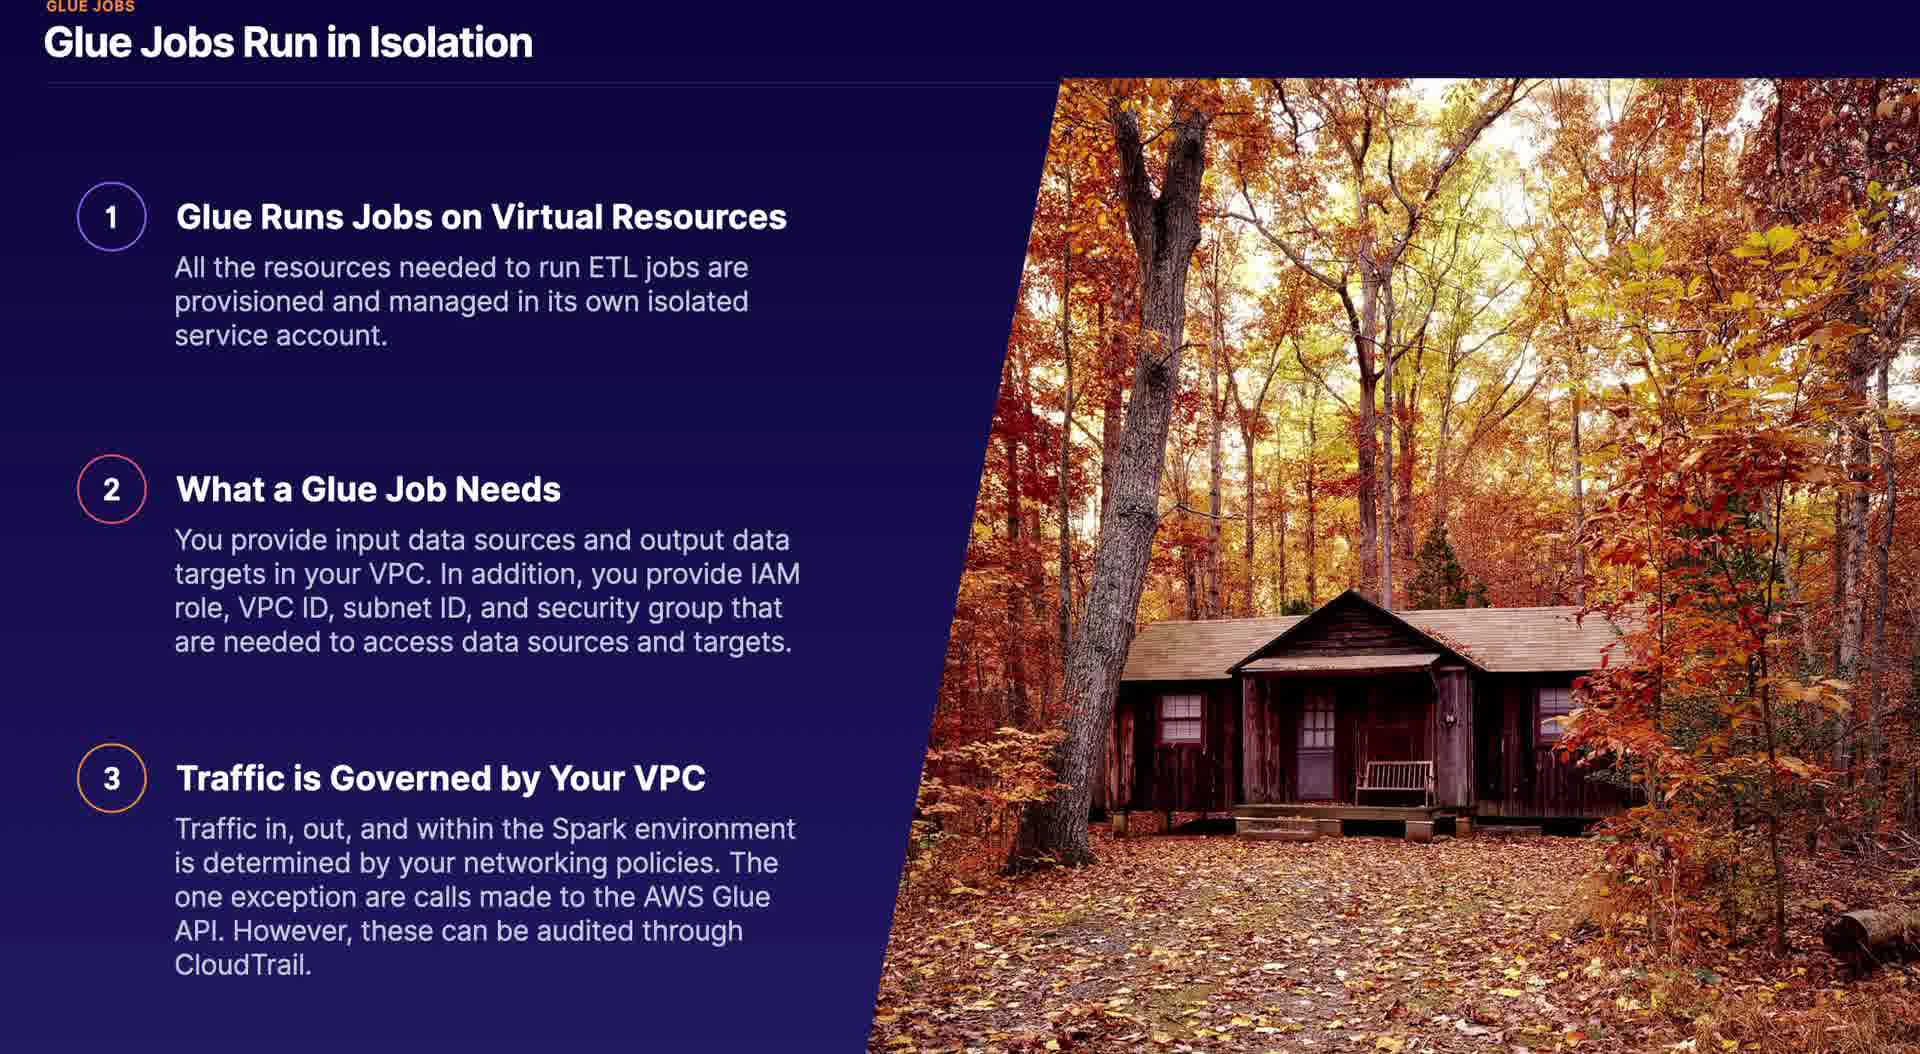 GLUE JOBS
Glue Jobs Run in Isolation
1
Glue Runs Jobs on Virtual Resources
All the resources needed to run ETL jobs are
provisioned and managed in its own isolated
service account.
2
What a Glue Job Needs
You provide input data sources and output data
targets in your VPC. In addition, you provide IAM
role, VPC ID, subnet ID, and security group that
are needed to access data sources and targets.
3
Traffic is Governed by Your VPC
Traffic in, out, and within the Spark environment
is determined by your networking policies. The
one exception are calls made to the AWS Glue
API. However, these can be audited through
CloudTrail.